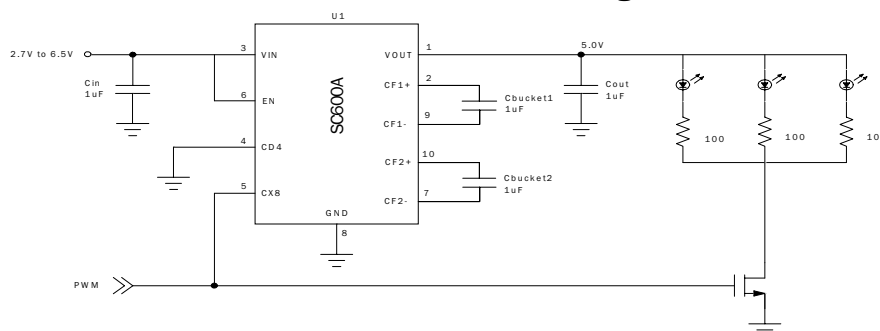 U1
2.7V to 6.5V
3
VIN
VOUT
1
5.0V
Cin
1uF
6
EN
CF1+
2
Cbucket1
1uF
Cout
1uF
SC600A
CF1-
9
100
100
10
4
CD4
CF2+
10
Cbucket2
1uF
5
CX8
CF2-
7
GND
8
PWM